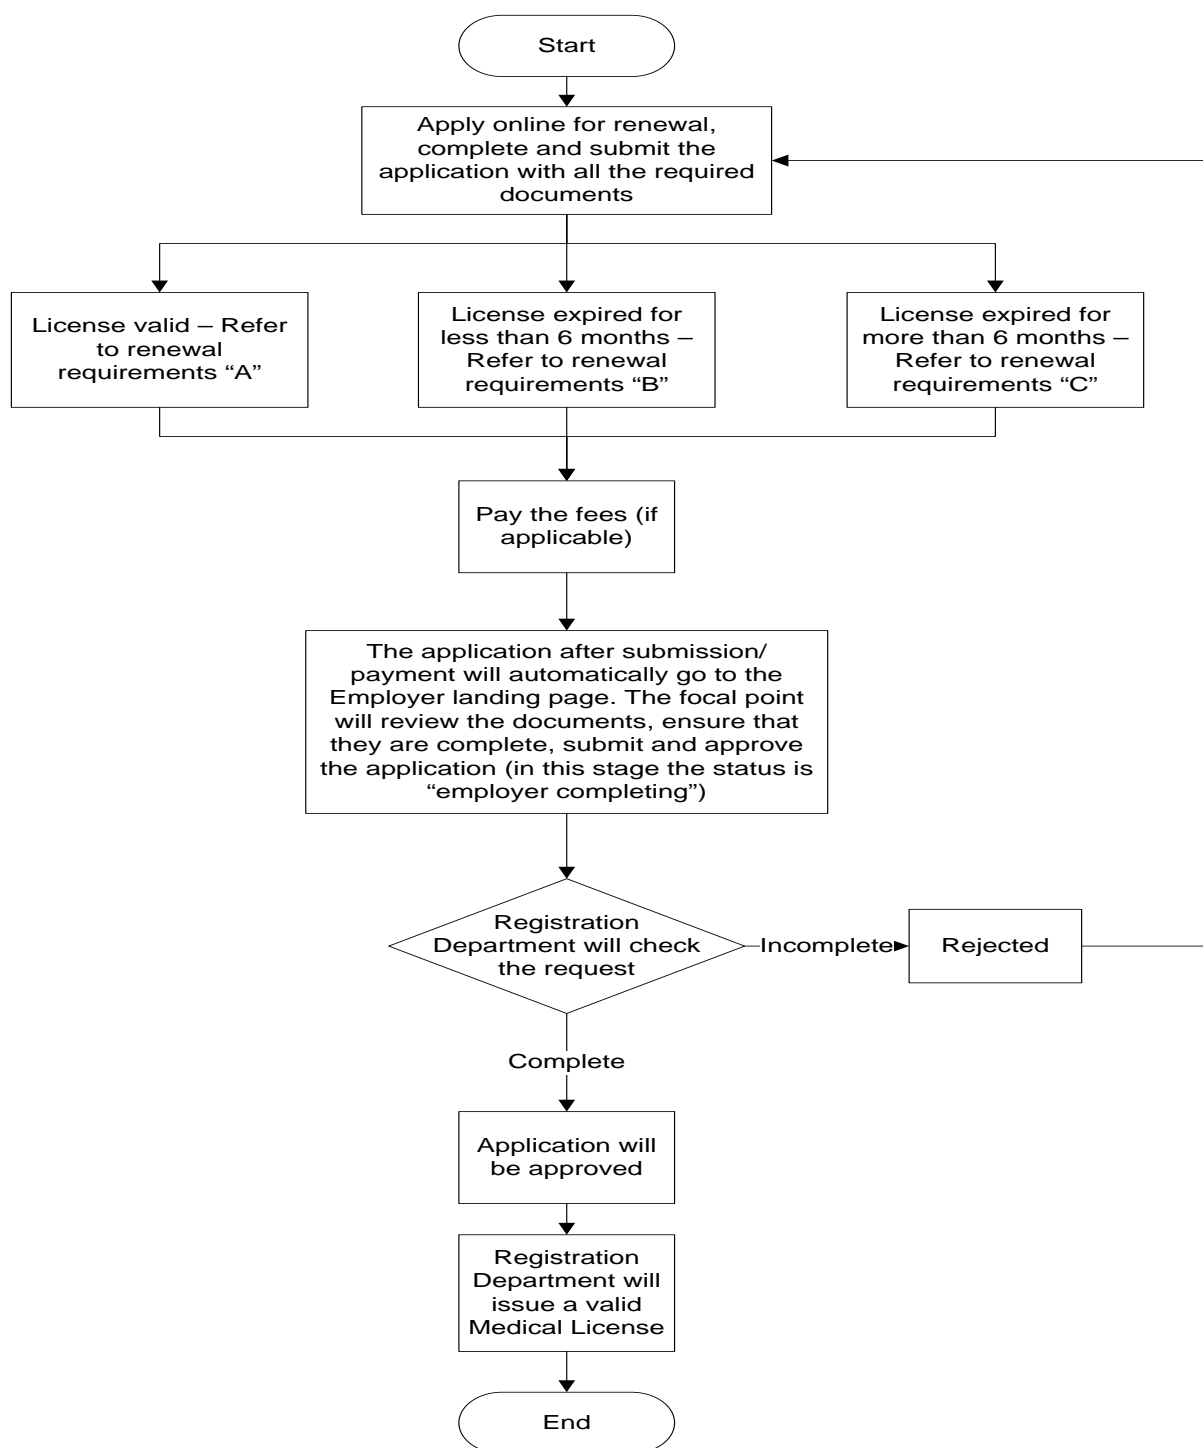 Start
Apply online for renewal,
complete and submit the
application with all the required
documents
License valid – Refer
to renewal
requirements “A”
License expired for
less than 6 months –
Refer to renewal
requirements “B”
License expired for
more than 6 months –
Refer to renewal
requirements “C”
Pay the fees (if
applicable)
The application after submission/
payment will automatically go to the
Employer landing page. The focal point
will review the documents, ensure that
they are complete, submit and approve
the application (in this stage the status is
“employer completing”)
Registration
Department will check
the request
Incomplete
Rejected
Complete
Application will
be approved
Registration
Department will
issue a valid
Medical License
End